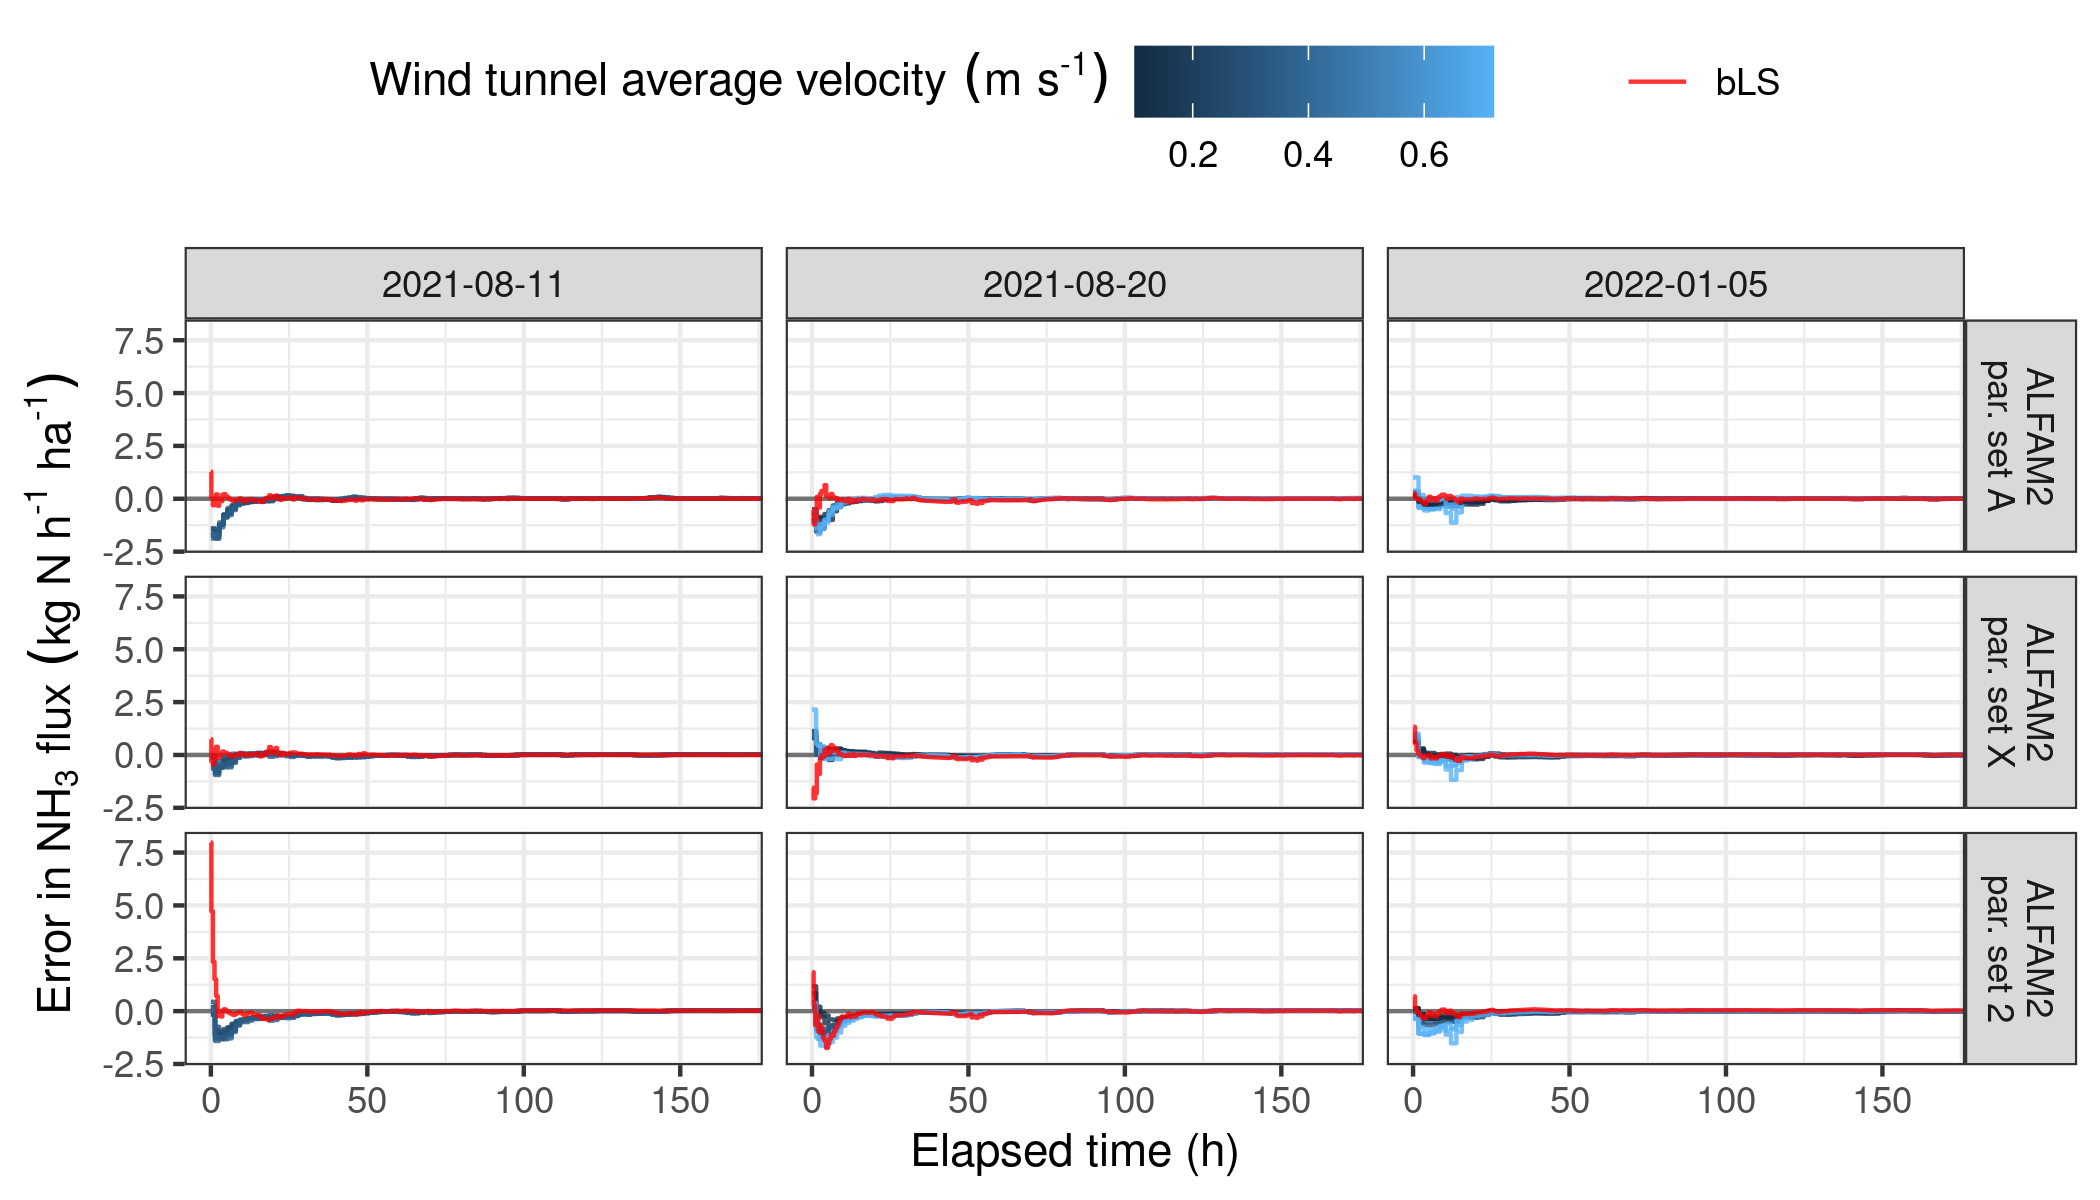 Wind tunnel average velocity (m s-1)
0.2 0.4 0.6
bLS
2021-08-11 2021-08-20 2022-01-05
Error in NH3 flux (kg N h-1 ha-1)
7.5
5.0
2.5
0.0
-2.5
ALFAM2
par. set A
7.5
5.0
2.5
0.0
-2.5
ALFAM2
par. set X
7.5
5.0
2.5
0.0
-2.5
ALFAM2
par. set 2
0 50 100 150 0 50 100 150 0 50 100 150
Elapsed time (h)